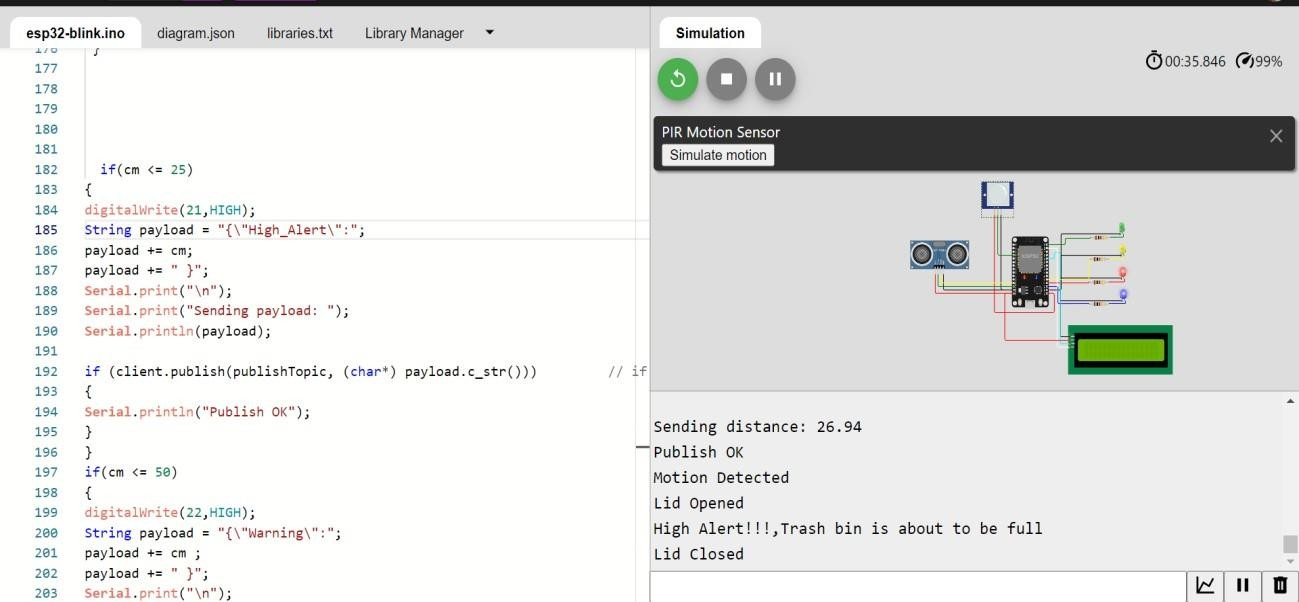 esp32-blink.ino
diagram.json
libraries.txt
Library Manager
176 }
177
178
179
180
181
182 if(cm <= 25)
183 {
184 digitalWrite(21,HIGH);
185 String payload = "{\"High_Alert\":";
186 payload += cm;
187 payload += " }";
188 Serial.print("\n");
189 Serial.print("Sending payload: ");
190 Serial.println(payload);
191
192 if (client.publish(publishTopic, (char*) payload.c_str())) // if
193 {
194 Serial.println("Publish OK");
195 }
196 }
197 if(cm <= 50)
198 {
199 digitalWrite(22,HIGH);
200 String payload = "{\"Warning\":";
201 payload += cm ;
202 payload += " }";
203 Serial.print("\n");
Simulation
00:35.846 99%
PIR Motion Sensor
Simulate motion
Sending distance: 26.94
Publish OK
Motion Detected
Lid Opened
High Alert!!!,Trash bin is about to be full
Lid Closed